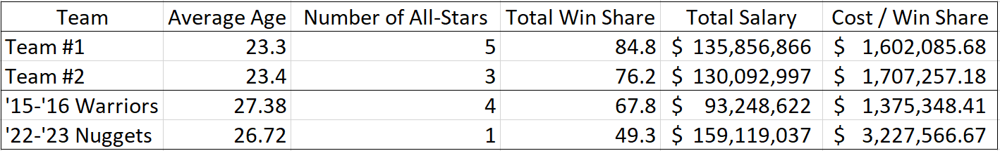 Team Average Age Number of All-Stars Total Win Share Total Salary Cost / Win Share
Team #1 23.3 5 84.8 $ 135,856,866 $ 1,602,085.68
Team #2 23.4 3 76.2 $ 130,092,997 $ 1,707,257.18
'15-'16 Warriors 27.38 4 67.8 $ 93,248,622 $ 1,375,348.41
'22-'23 Nuggets 26.72 1 49.3 $ 159,119,037 $ 3,227,566.67